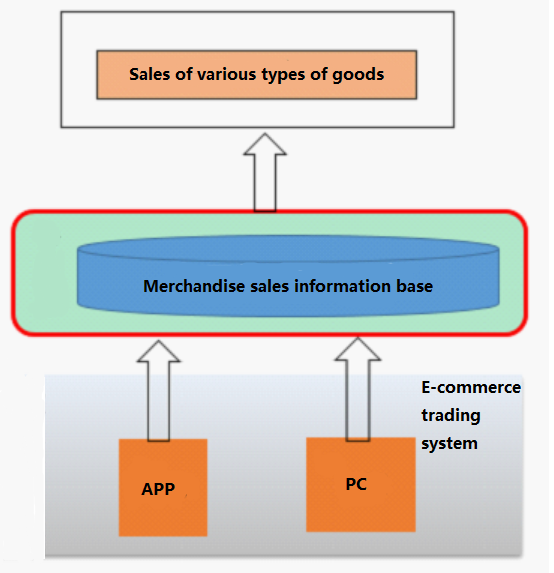 Sales of various types of goods
Merchandise sales information base
E-commerce
trading
system
APP
PC